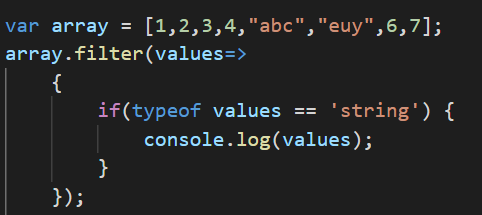 var array = [1,2,3,4,"abc","euy",6,7];
array.filter(values=>
    {
        if(typeof values == 'string') {
            console.log(values);
        }
    });